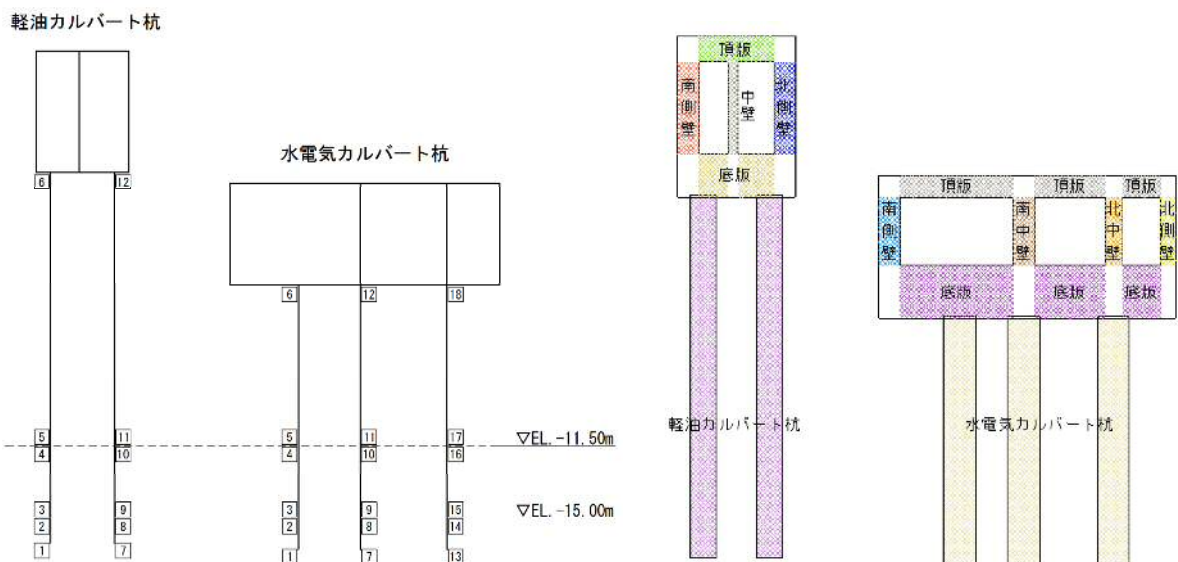 軽油カルバート杭
6 12
水電気カルバート杭
6 12 18
5 11 5 11 17 ▽EL.-11.50m
4 10 4 10 16
3 9 3 9 15 ▽EL.-15.00m
2 8 2 8 14
1 7 1 7 13
頂版
南側壁
中壁
北側壁
底版
軽油カルバート杭
頂版 頂版 頂版
南側壁
南中壁
北中壁
北側壁
底版 底版 底版
水電気カルバート杭